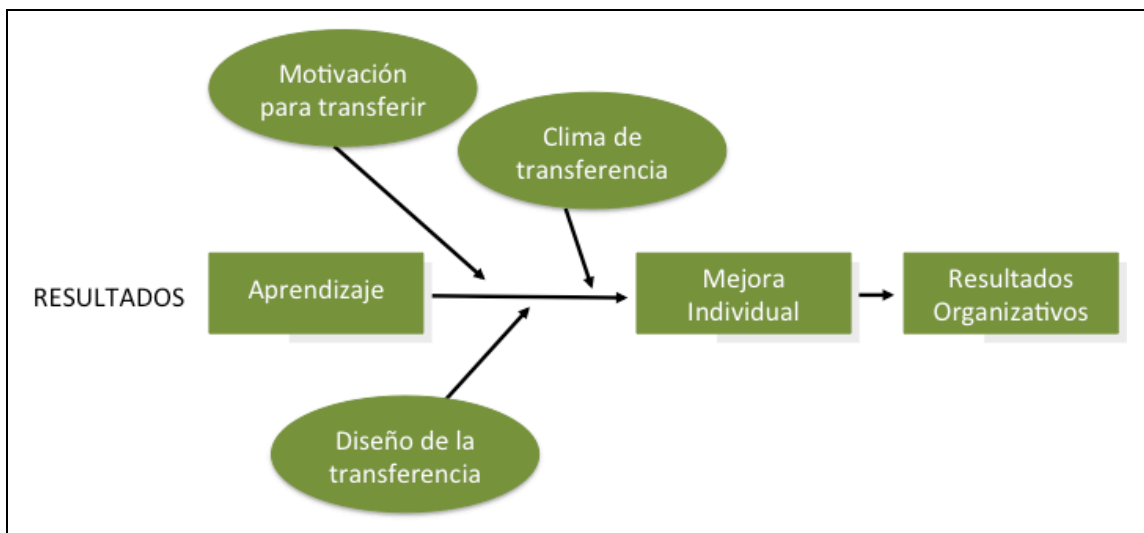 Motivación
para transferir
Clima de
transferencia
RESULTADOS
Aprendizaje
Mejora
Individual
Resultados
Organizativos
Diseño de la
transferencia